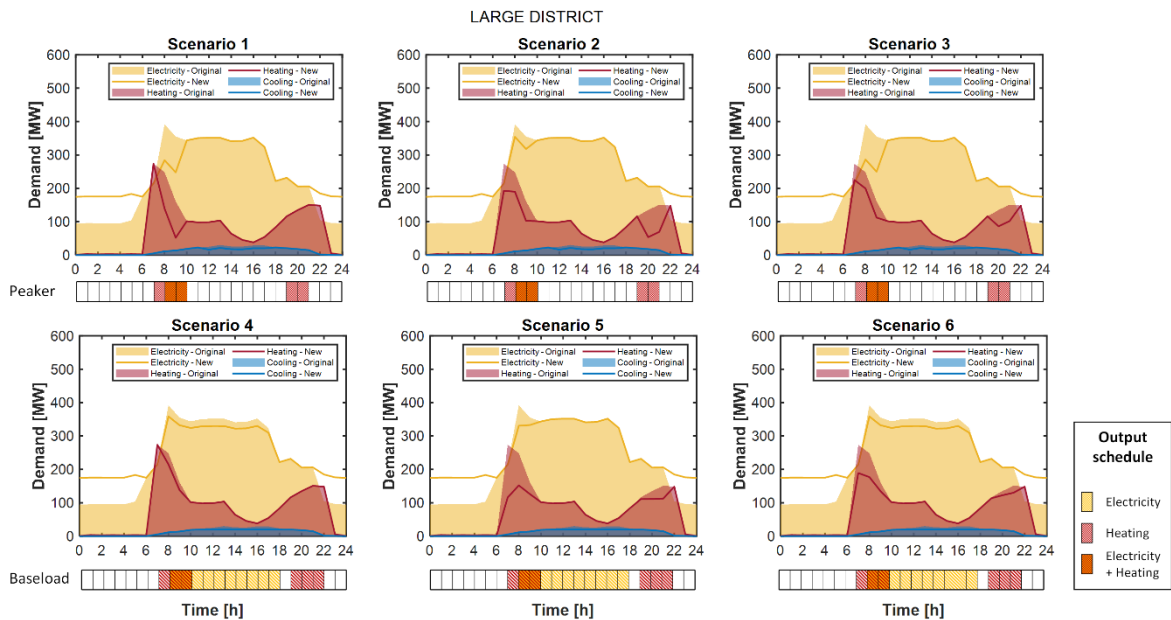 LARGE DISTRICT
Scenario 1
Scenario 2
Scenario 3
Demand [MW]
600
500
400
300
200
100
0
Electricity - Original
Electricity - New
Heating - Original
Heating - New
Cooling - Original
Cooling - New
0 2 4 6 8 10 12 14 16 18 20 22 24
Demand [MW]
600
500
400
300
200
100
0
Electricity - Original
Electricity - New
Heating - Original
Heating - New
Cooling - Original
Cooling - New
0 2 4 6 8 10 12 14 16 18 20 22 24
Demand [MW]
600
500
400
300
200
100
0
Electricity - Original
Electricity - New
Heating - Original
Heating - New
Cooling - Original
Cooling - New
0 2 4 6 8 10 12 14 16 18 20 22 24
Peaker
Scenario 4
Scenario 5
Scenario 6
Demand [MW]
600
500
400
300
200
100
0
Electricity - Original
Electricity - New
Heating - Original
Heating - New
Cooling - Original
Cooling - New
0 2 4 6 8 10 12 14 16 18 20 22 24
Demand [MW]
600
500
400
300
200
100
0
Electricity - Original
Electricity - New
Heating - Original
Heating - New
Cooling - Original
Cooling - New
0 2 4 6 8 10 12 14 16 18 20 22 24
Demand [MW]
600
500
400
300
200
100
0
Electricity - Original
Electricity - New
Heating - Original
Heating - New
Cooling - Original
Cooling - New
0 2 4 6 8 10 12 14 16 18 20 22 24
Baseload
Time [h]
Time [h]
Time [h]
Output
schedule
Electricity
Heating
Electricity
+ Heating